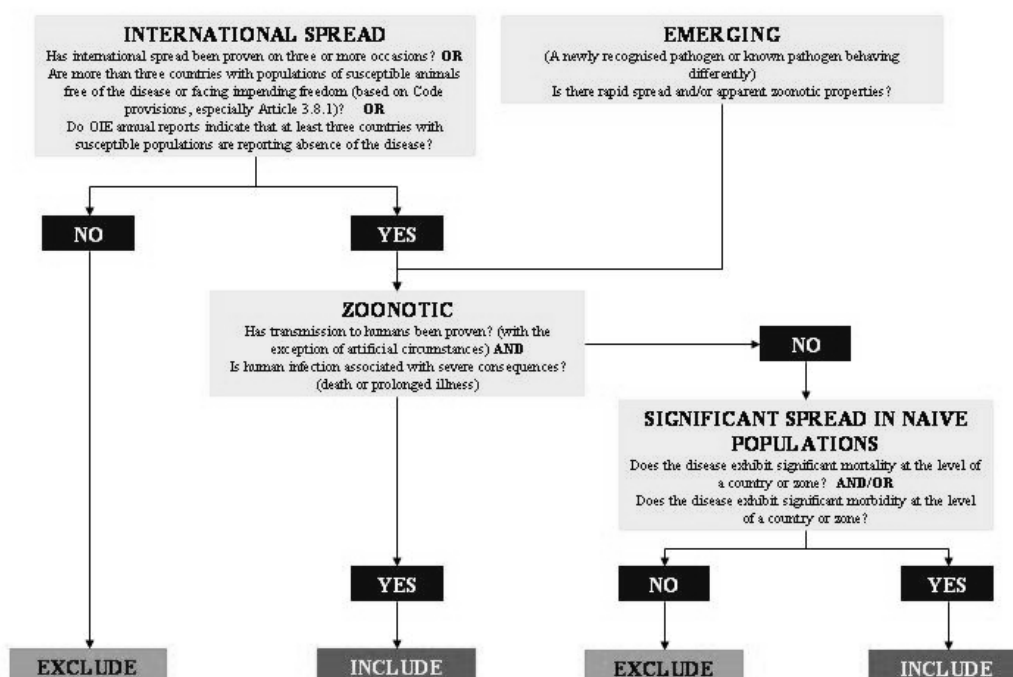 INTERNATIONAL SPREAD
Has international spread been proven on three or more occasions? OR
Are more than three countries with populations of susceptible animals
free of the disease or facing impending freedom (based on Code
provisions, especially Article 3.8.1)? OR
Do OIE annual reports indicate that at least three countries with
susceptible populations are reporting absence of the disease?
EMERGING
(A newly recognised pathogen or known pathogen behaving
differently)
Is there rapid spread and/or apparent zoonotic properties?
NO
YES
ZOONOTIC
Has transmission to humans been proven? (with the
exception of artificial circumstances) AND
Is human infection associated with severe consequences?
(death or prolonged illness)
NO
SIGNIFICANT SPREAD IN NAIVE
POPULATIONS
Does the disease exhibit significant mortality at the level of
a country or zone? AND/OR
Does the disease exhibit significant morbidity at the level
of a country or zone?
YES
NO
YES
EXCLUDE
INCLUDE
EXCLUDE
INCLUDE